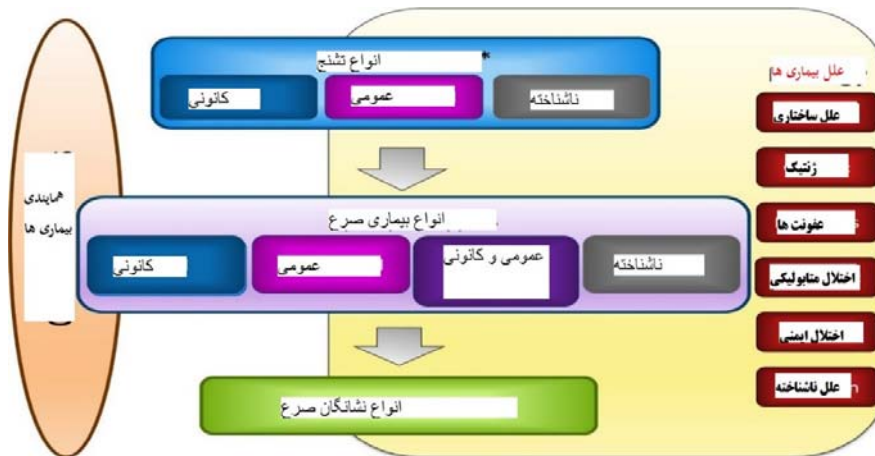 انواع تشنج *
ناشناخته
عمومی
کانونی
علل بیماری ها
علل ساختاری
ژنتیک
عفونت ها
اختلال متابولیکی
اختلال ایمنی
علل ناشناخته
انواع بیماری صرع
ناشناخته
عمومی و کانونی
عمومی
کانونی
همایندی
بیماری ها
انواع نشانگان صرع